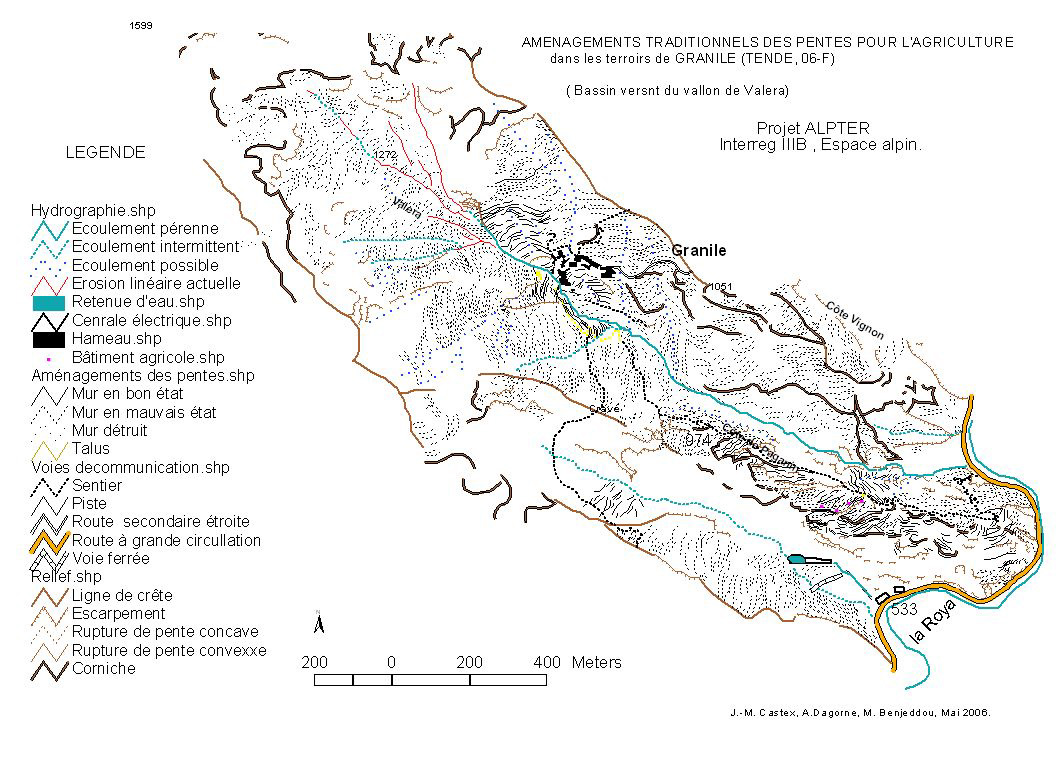 1599
AMENAGEMENTS TRADITIONNELS DES PENTES POUR L'AGRICULTURE
dans les terroirs de GRANILE (TENDE, 06-F)
( Bassin versnt du vallon de Valera)
Projet ALPTER
Interreg IIIB , Espace alpin.
LEGENDE
Hydrographie.shp
Ecoulement pérenne
Ecoulement intermittent
Ecoulement possible
Erosion linéaire actuelle
Retenue d'eau.shp
Cenrale électrique.shp
Hameau.shp
Bâtiment agricole.shp
Aménagements des pentes.shp
Mur en bon état
Mur en mauvais état
Mur détruit
Talus
Voies decommunication.shp
Sentier
Piste
Route secondaire étroite
Route à grande circullation
Voie ferrée
Relief.shp
Ligne de crête
Escarpement
Rupture de pente concave
Rupture de pente convexxe
Corniche
1272
Valera
Granile
1051
Côte Vignon
974
533
la Roya
N
200 0 200 400 Meters
J.-M. Castex, A.Dagorne, M. Benjeddou, Mai 2006.